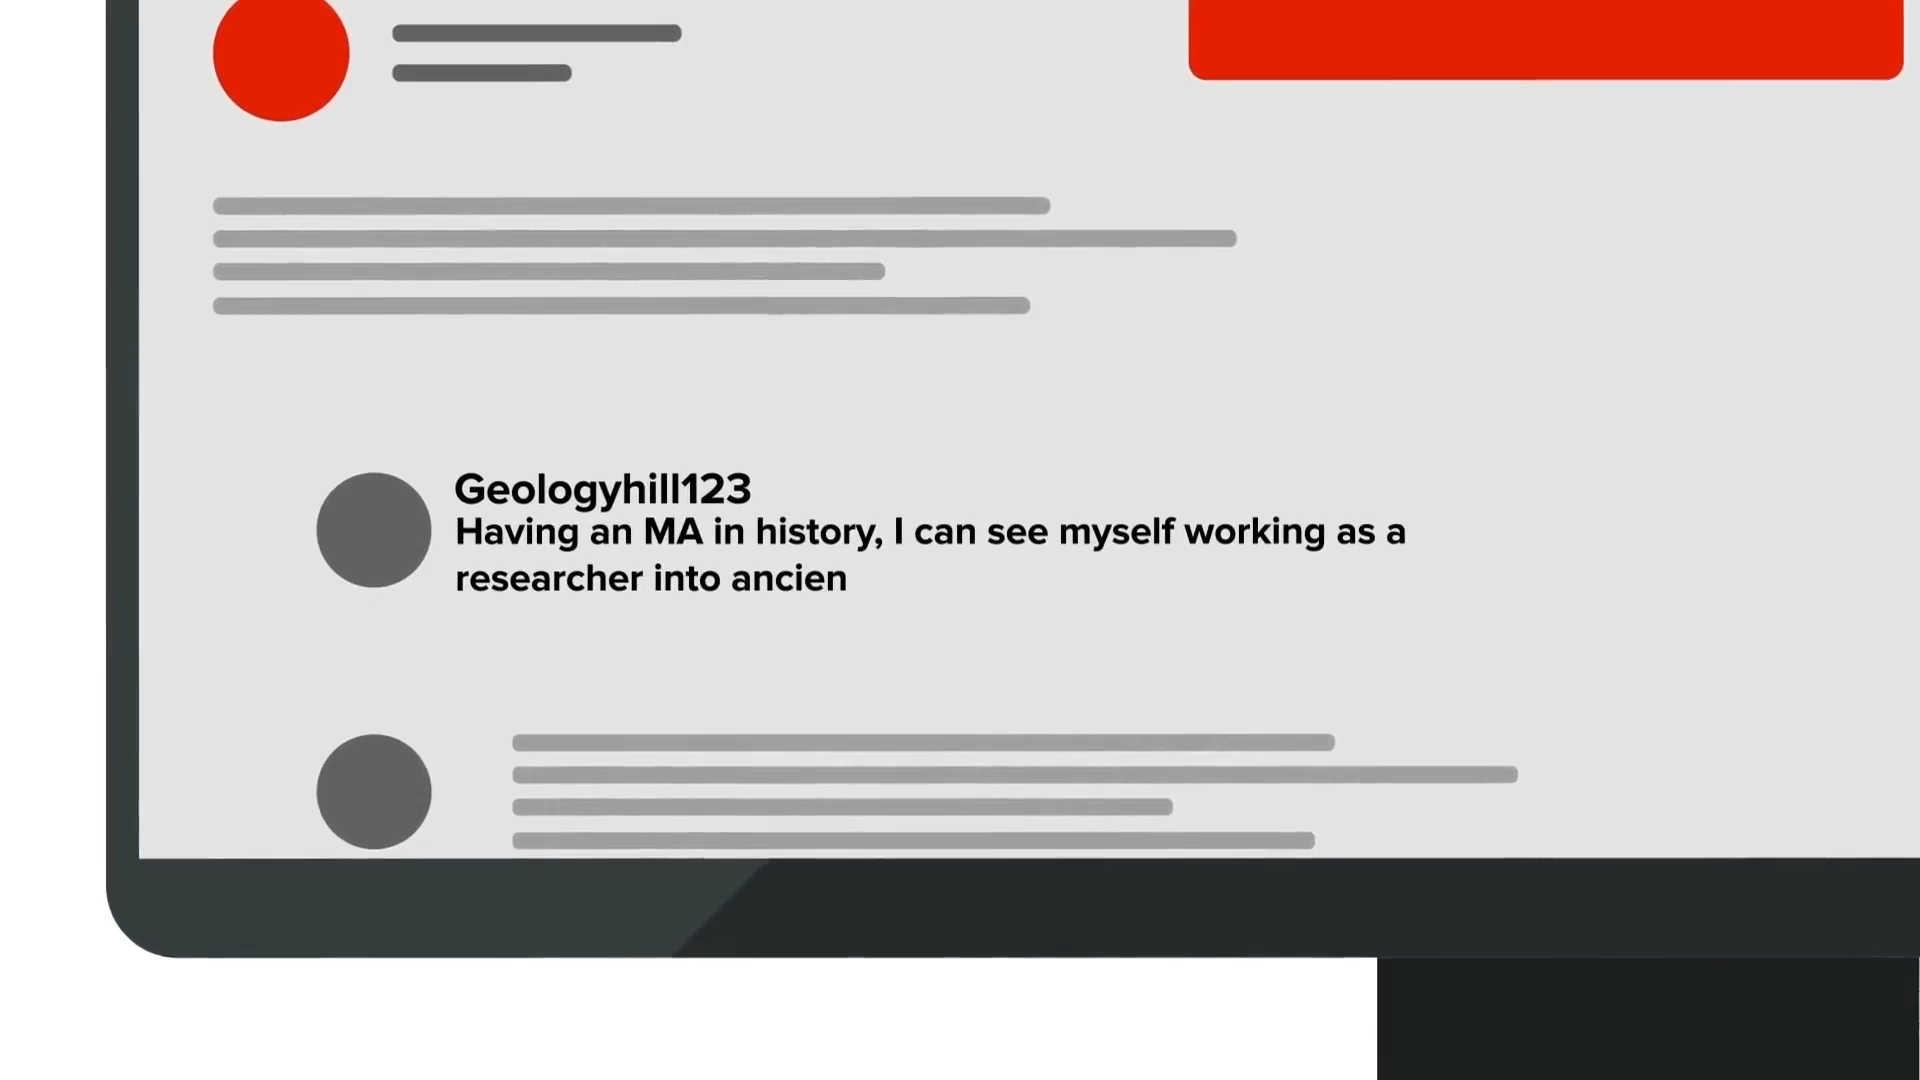 Geologyhill123
Having an MA in history, I can see myself working as a
researcher into ancien